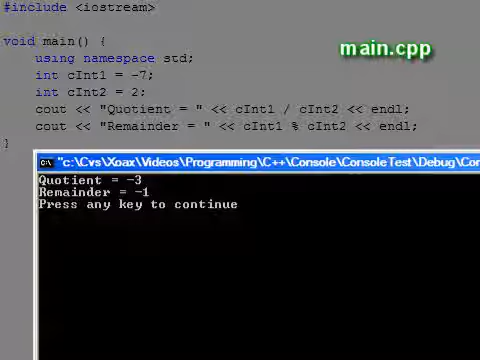 #include <iostream>
main.cpp
void main() {
using namespace std;
int cInt1 = -7;
int cInt2 = 2;
cout << "Quotient = " << cInt1 / cInt2 << endl;
cout << "Remainder = " << cInt1 % cInt2 << endl;
}
"c:\Cvs\Xoax\Videos\Programming\C++\Console\ConsoleTest\Debug\Con
Quotient = -3
Remainder = -1
Press any key to continue